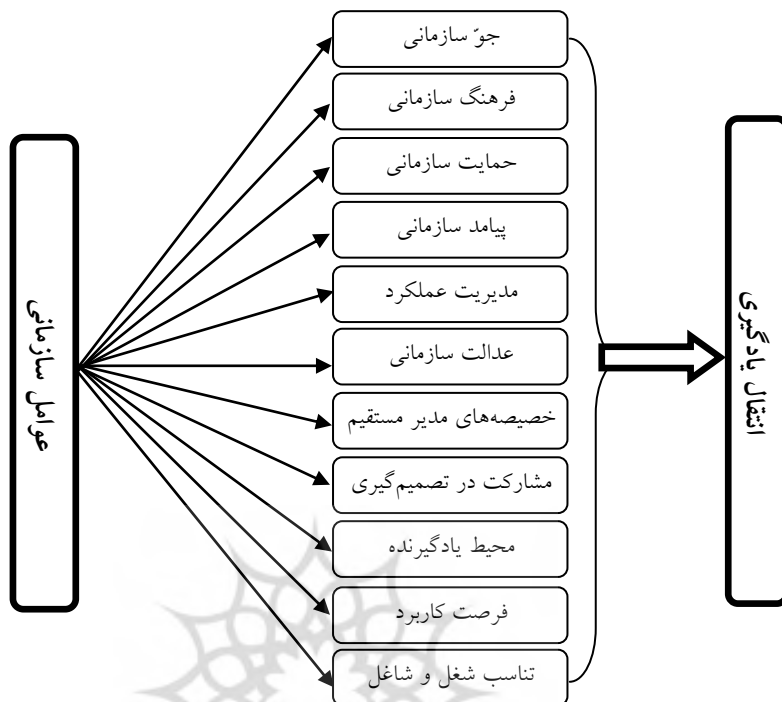 عوامل سازمانی
جوّ سازمانی
فرهنگ سازمانی
حمایت سازمانی
پیامد سازمانی
مدیریت عملکرد
عدالت سازمانی
خصیصه‌های مدیر مستقیم
مشارکت در تصمیم‌گیری
محیط یادگیرنده
فرصت کاربرد
تناسب شغل و شاغل
انتقال یادگیری